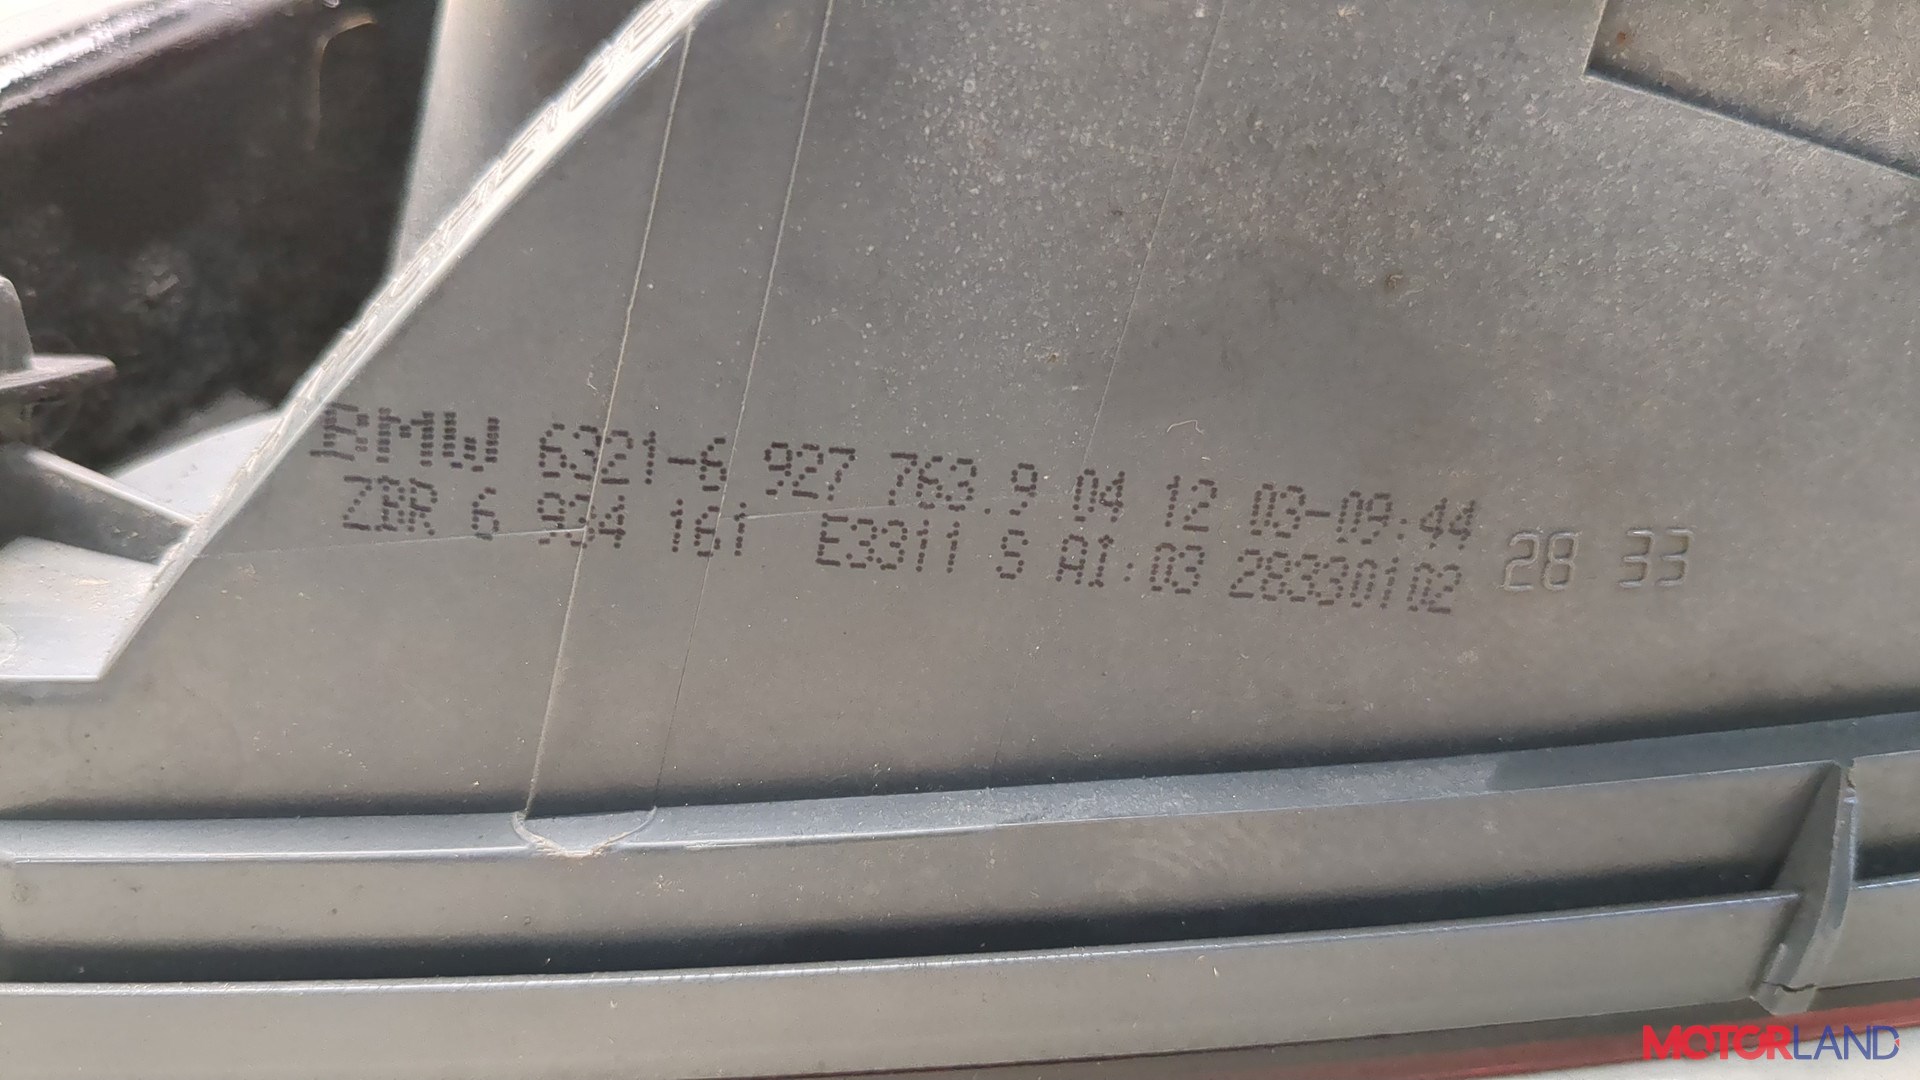 BMW 6321-6 927 763.9 04 12 08-09:44
ZBR 6 934 161 E3311 S A1:03 28330102
28 33
MOTORLAND